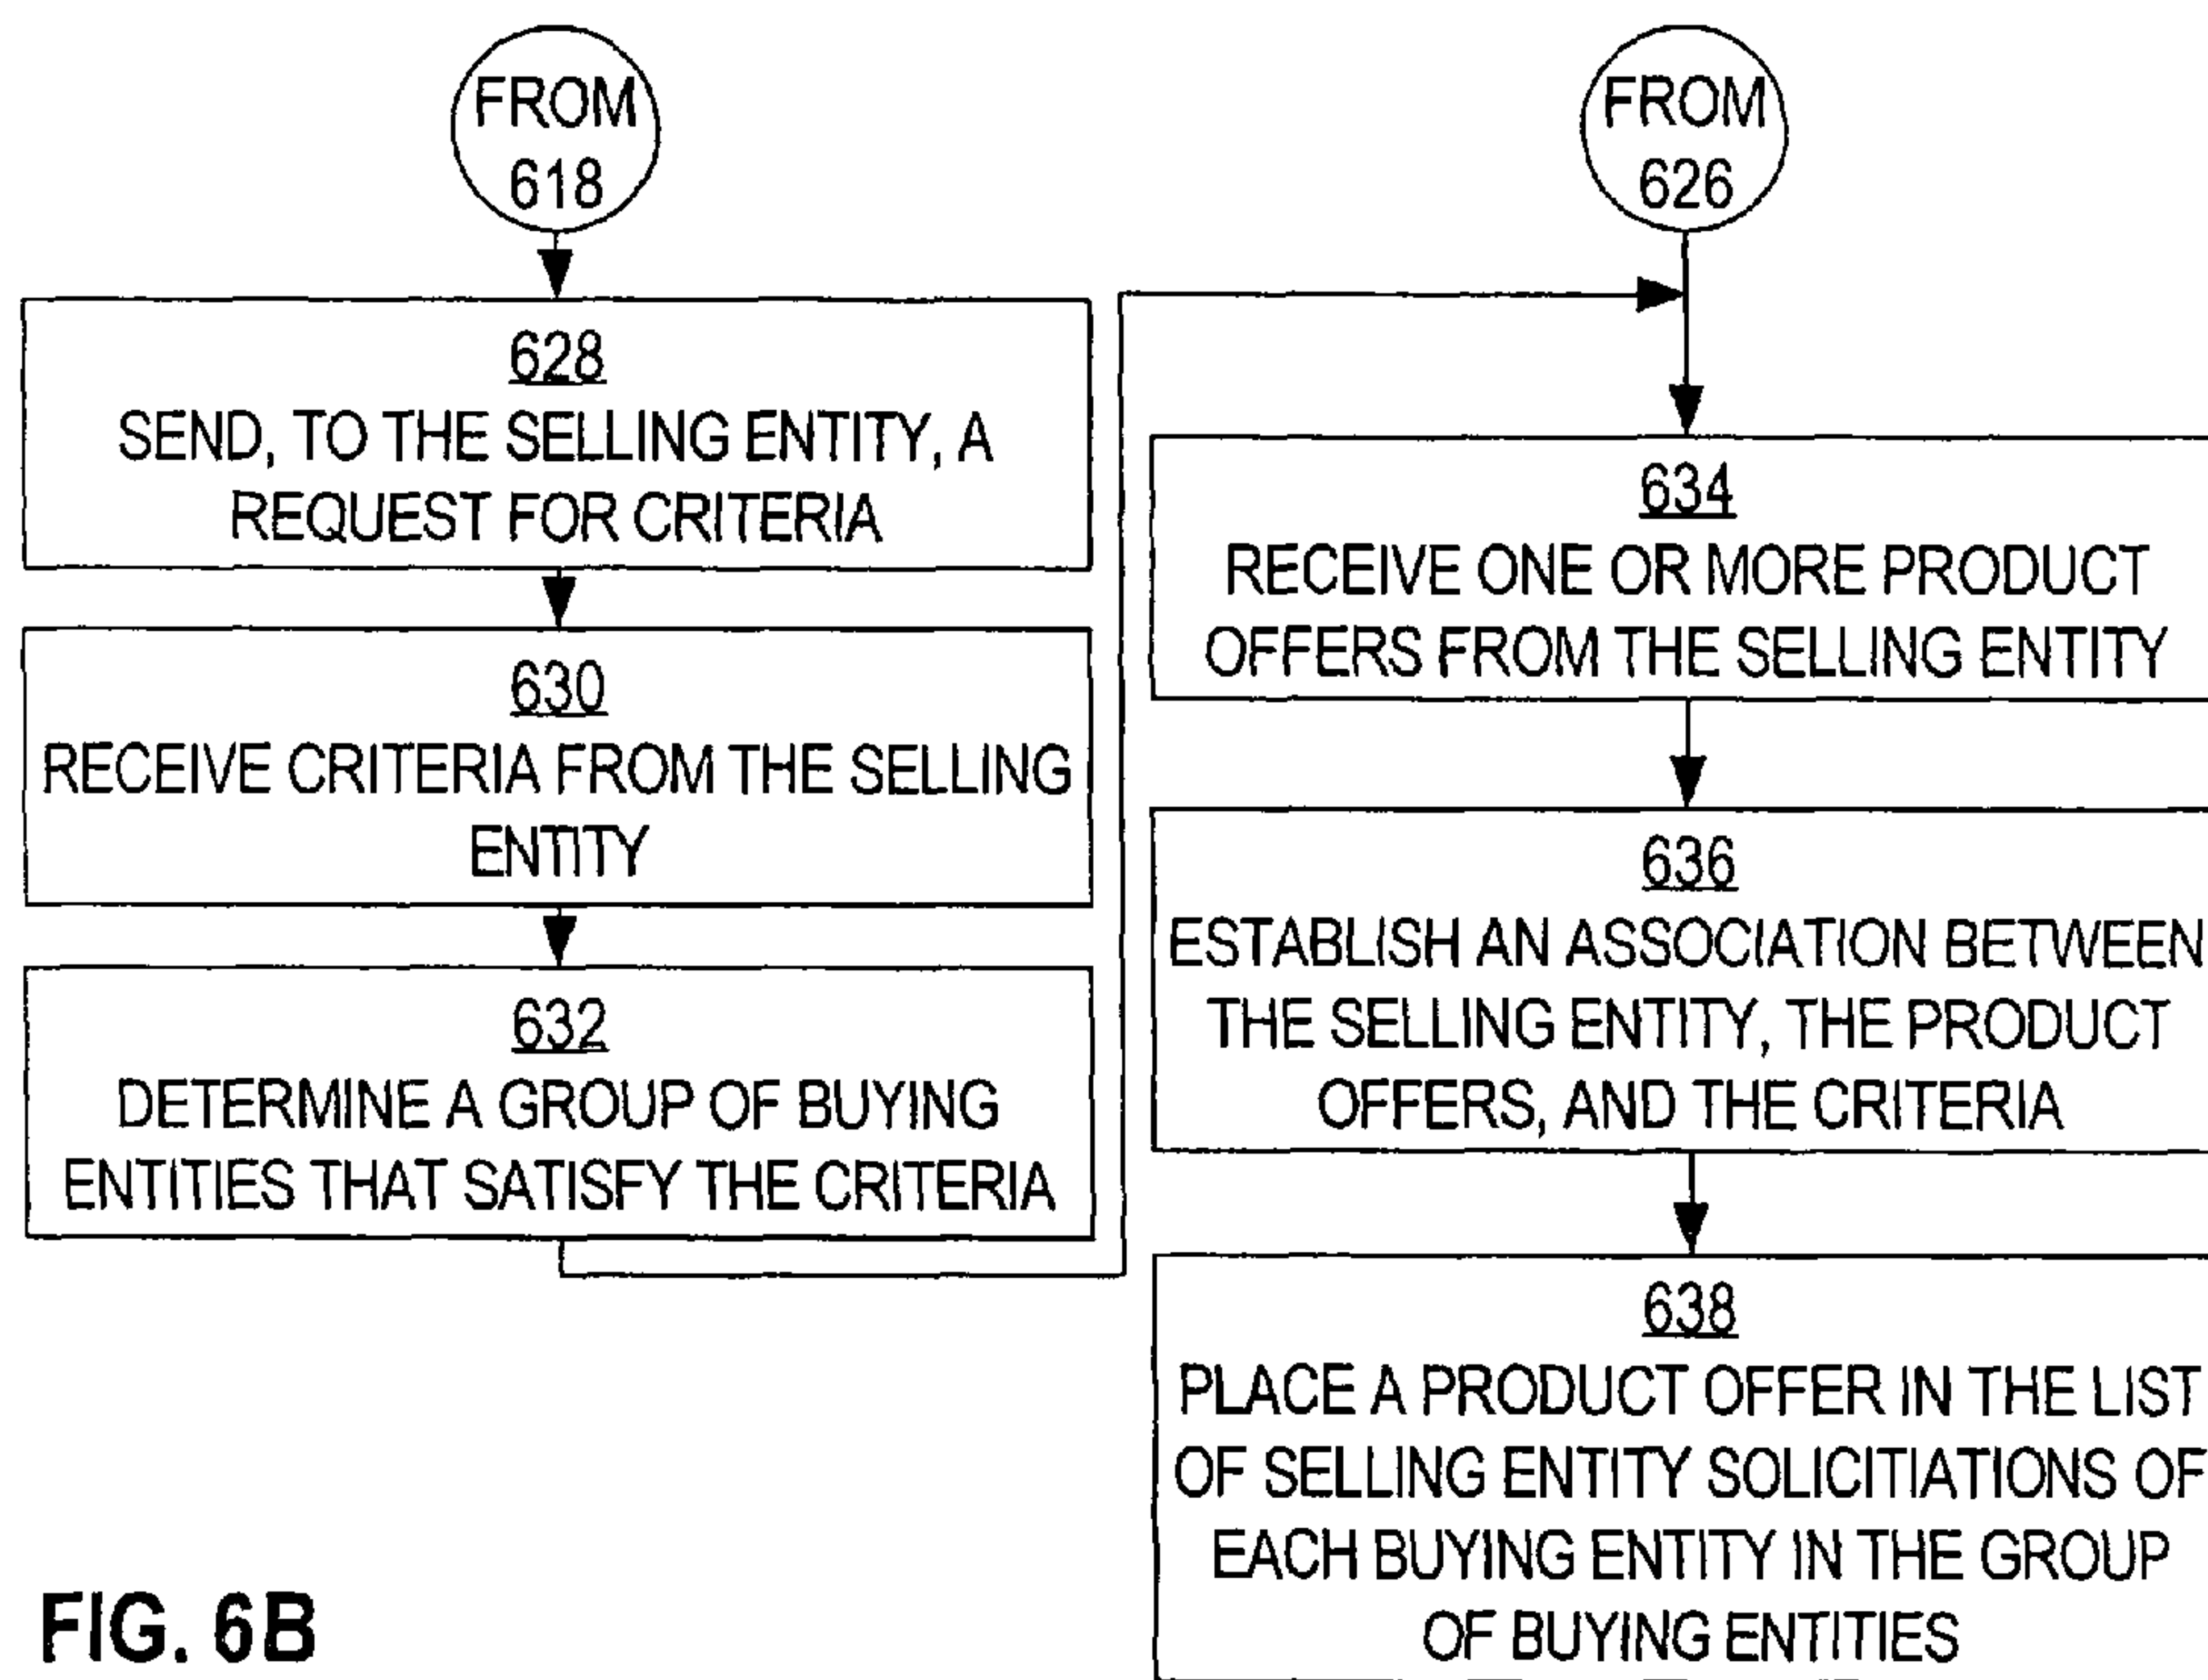 FROM
618
628
SEND, TO THE SELLING ENTITY, A
REQUEST FOR CRITERIA
630
RECEIVE CRITERIA FROM THE SELLING
ENTITY
632
DETERMINE A GROUP OF BUYING
ENTITIES THAT SATISFY THE CRITERIA
FROM
626
634
RECEIVE ONE OR MORE PRODUCT
OFFERS FROM THE SELLING ENTITY
636
ESTABLISH AN ASSOCIATION BETWEEN
THE SELLING ENTITY, THE PRODUCT
OFFERS, AND THE CRITERIA
638
PLACE A PRODUCT OFFER IN THE LIST
OF SELLING ENTITY SOLICITIATIONS OF
EACH BUYING ENTITY IN THE GROUP
OF BUYING ENTITIES
FIG. 6B